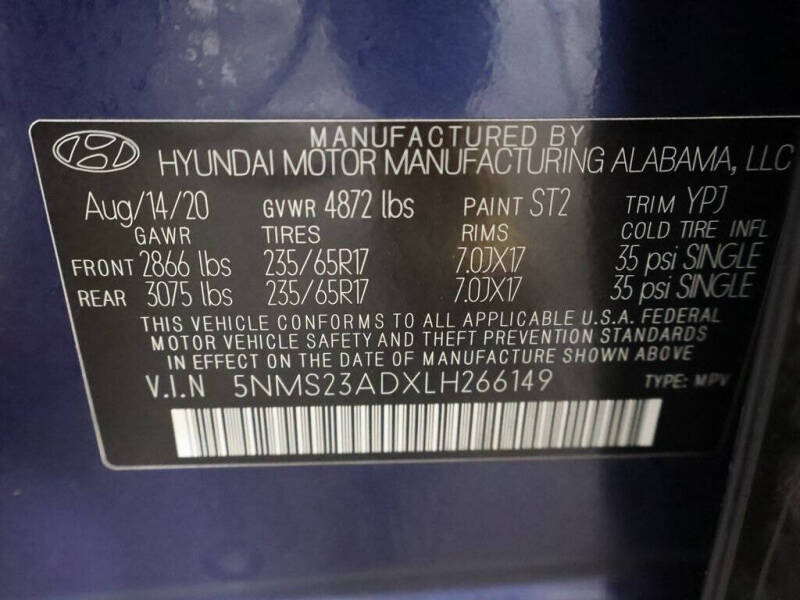 MANUFACTURED BY
HYUNDAI MOTOR MANUFACTURING ALABAMA, LLC
Aug/14/20 GVWR 4872 lbs PAINT ST2 TRIM YPJ
GAWR TIRES RIMS COLD TIRE INFL
FRONT 2866 lbs 235/65R17 7.0JX17 35 psi SINGLE
REAR 3075 lbs 235/65R17 7.0JX17 35 psi SINGLE
THIS VEHICLE CONFORMS TO ALL APPLICABLE U.S.A. FEDERAL
MOTOR VEHICLE SAFETY AND THEFT PREVENTION STANDARDS
IN EFFECT ON THE DATE OF MANUFACTURE SHOWN ABOVE.
V.I.N 5NMS23ADXLH266149 TYPE: MPV